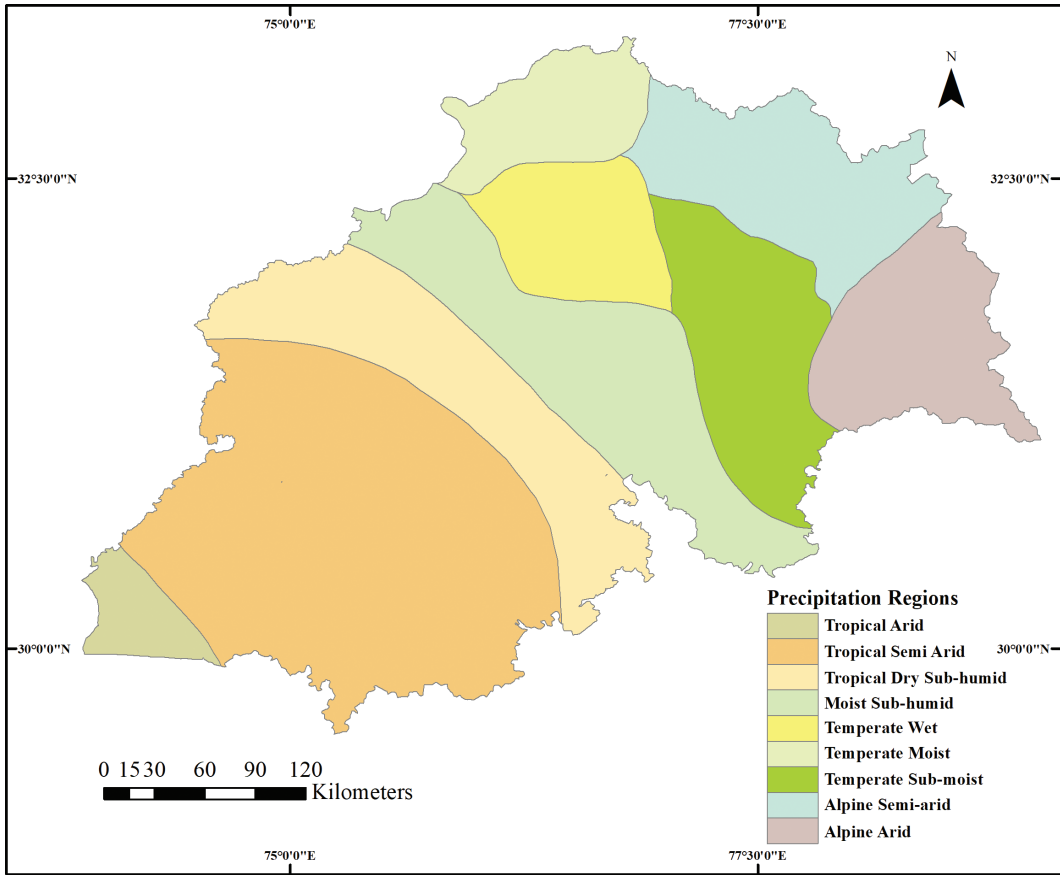 75°0'0"E 77°30'0"E
N
32°30'0"N 32°30'0"N
Precipitation Regions
Tropical Arid
Tropical Semi Arid
30°0'0"N 30°0'0"N
Tropical Dry Sub-humid
Moist Sub-humid
Temperate Wet
Temperate Moist
0 15 30 60 90 120
Temperate Sub-moist
Kilometers
Alpine Semi-arid
Alpine Arid
75°0'0"E 77°30'0"E